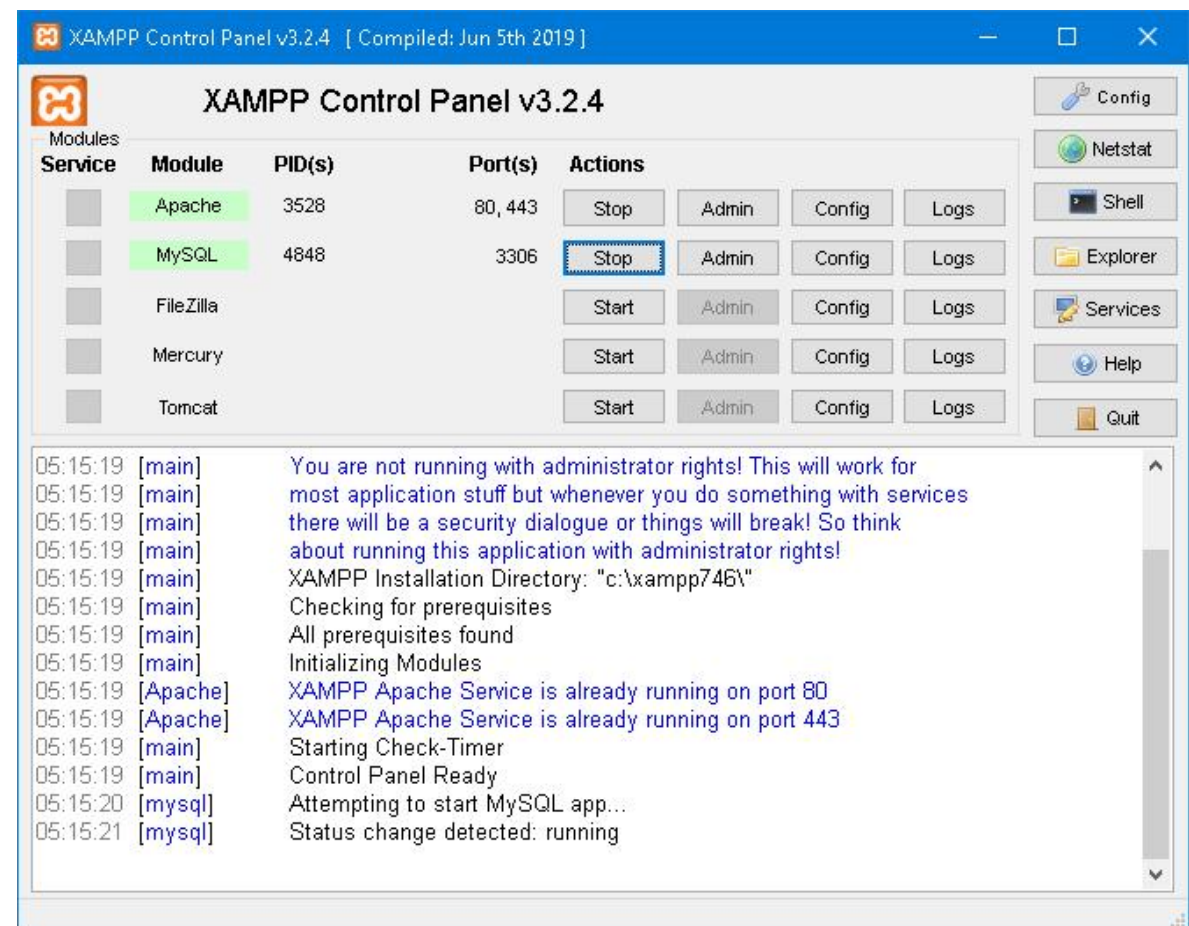 XAMPP Control Panel v3.2.4 [ Compiled: Jun 5th 2019 ]
XAMPP Control Panel v3.2.4
Config
Modules
Netstat
Service Module PID(s) Port(s) Actions
Apache 3528 80, 443 Stop Admin Config Logs
Shell
MySQL 4848 3306 Stop Admin Config Logs
Explorer
FileZilla Start Admin Config Logs
Services
Mercury Start Admin Config Logs
Help
Tomcat Start Admin Config Logs
Quit
05:15:19 [main] You are not running with administrator rights! This will work for
05:15:19 [main] most application stuff but whenever you do something with services
05:15:19 [main] there will be a security dialogue or things will break! So think
05:15:19 [main] about running this application with administrator rights!
05:15:19 [main] XAMPP Installation Directory: "c:\xampp746\"
05:15:19 [main] Checking for prerequisites
05:15:19 [main] All prerequisites found
05:15:19 [main] Initializing Modules
05:15:19 [Apache] XAMPP Apache Service is already running on port 80
05:15:19 [Apache] XAMPP Apache Service is already running on port 443
05:15:19 [main] Starting Check-Timer
05:15:19 [main] Control Panel Ready
05:15:20 [mysql] Attempting to start MySQL app...
05:15:21 [mysql] Status change detected: running